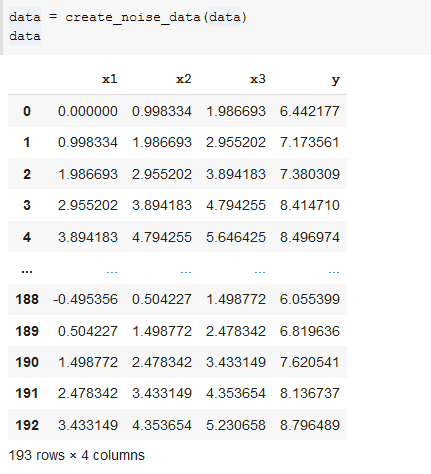 data = create_noise_data(data)
data
x1 x2 x3 y
0 0.000000 0.998334 1.986693 6.442177
1 0.998334 1.986693 2.955202 7.173561
2 1.986693 2.955202 3.894183 7.380309
3 2.955202 3.894183 4.794255 8.414710
4 3.894183 4.794255 5.646425 8.496974
... ... ... ... ...
188 -0.495356 0.504227 1.498772 6.055399
189 0.504227 1.498772 2.478342 6.819636
190 1.498772 2.478342 3.433149 7.620541
191 2.478342 3.433149 4.353654 8.136737
192 3.433149 4.353654 5.230658 8.796489
193 rows × 4 columns